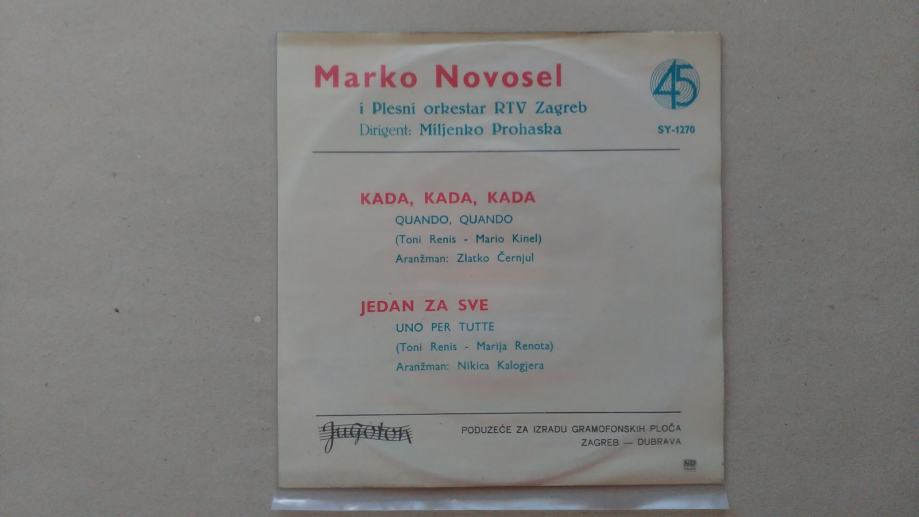 Marko Novosel
45
i Plesni orkestar RTV Zagreb
Dirigent: Miljenko Prohaska
SY-1270
KADA, KADA, KADA
QUANDO, QUANDO
(Toni Renis - Mario Kinel)
Aranžman: Zlatko Černjul
JEDAN ZA SVE
UNO PER TUTTE
(Toni Renis - Marija Renota)
Aranžman: Nikica Kalogjera
Jugoton
PODUZEĆE ZA IZRADU GRAMOFONSKIH PLOČA
ZAGREB — DUBRAVA